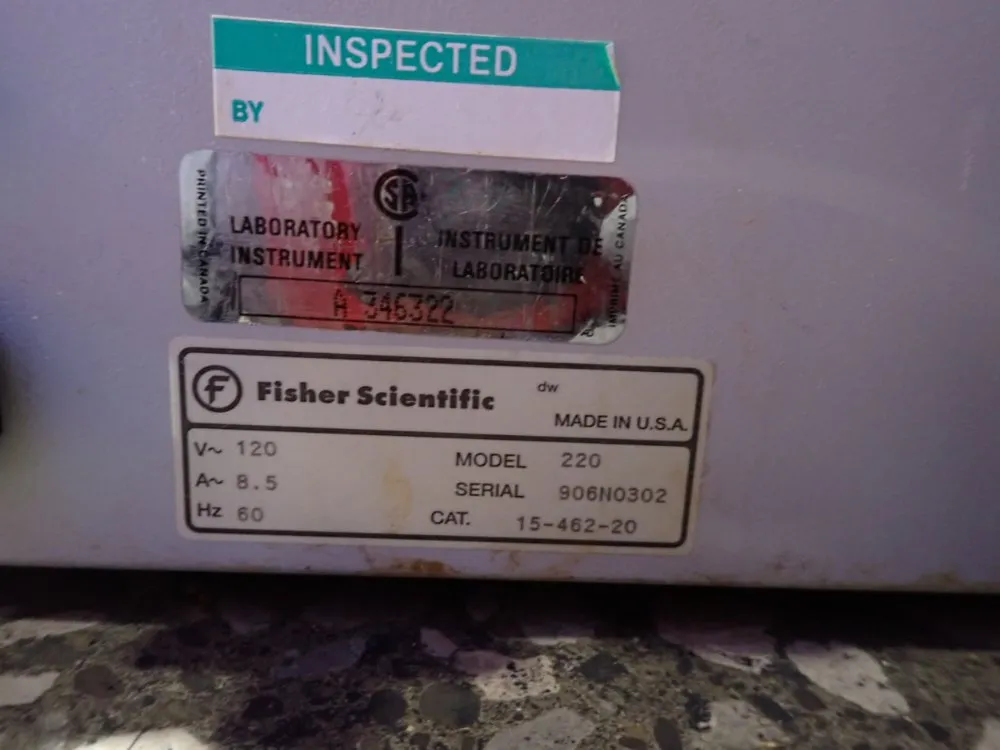 INSPECTED
BY
PRINTED IN CANADA
LABORATORY
INSTRUMENT
INSTRUMENT DE
LABORATOIRE
IMPRIMÉ AU CANADA
A 346322
Fisher Scientific
dw
MADE IN U.S.A.
V~ 120
A~ 8.5
Hz 60
MODEL 220
SERIAL 906N0302
CAT. 15-462-20